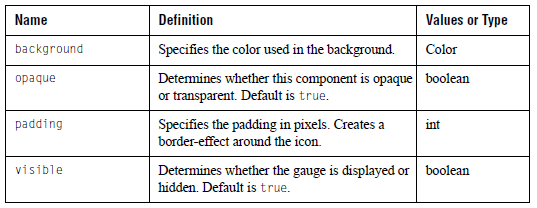 Name Definition Values or Type
background Specifies the color used in the background. Color
opaque Determines whether this component is opaque boolean
or transparent. Default is true.
padding Specifies the padding in pixels. Creates a int
border-effect around the icon.
visible Determines whether the gauge is displayed or boolean
hidden. Default is true.